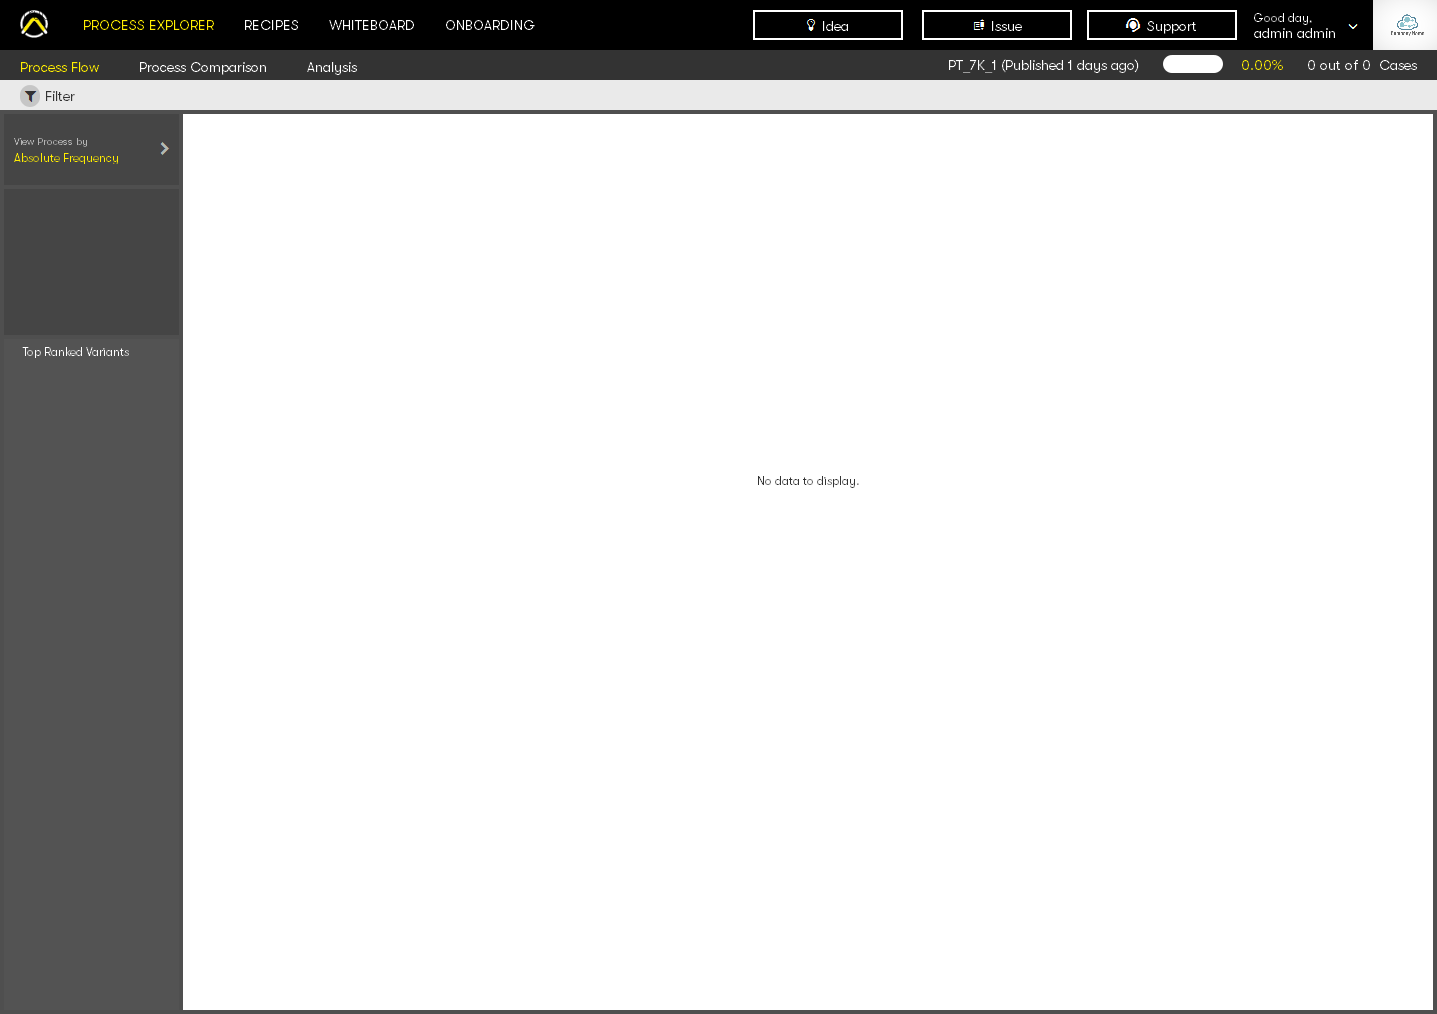 PROCESS EXPLORER RECIPES WHITEBOARD ONBOARDING Idea Issue Support Good day,
admin admin
Process Flow Process Comparison Analysis PT_7K_1 (Published 1 days ago) 0.00% 0 out of 0 Cases
Filter
View Process by
Absolute Frequency
Top Ranked Variants
No data to display.